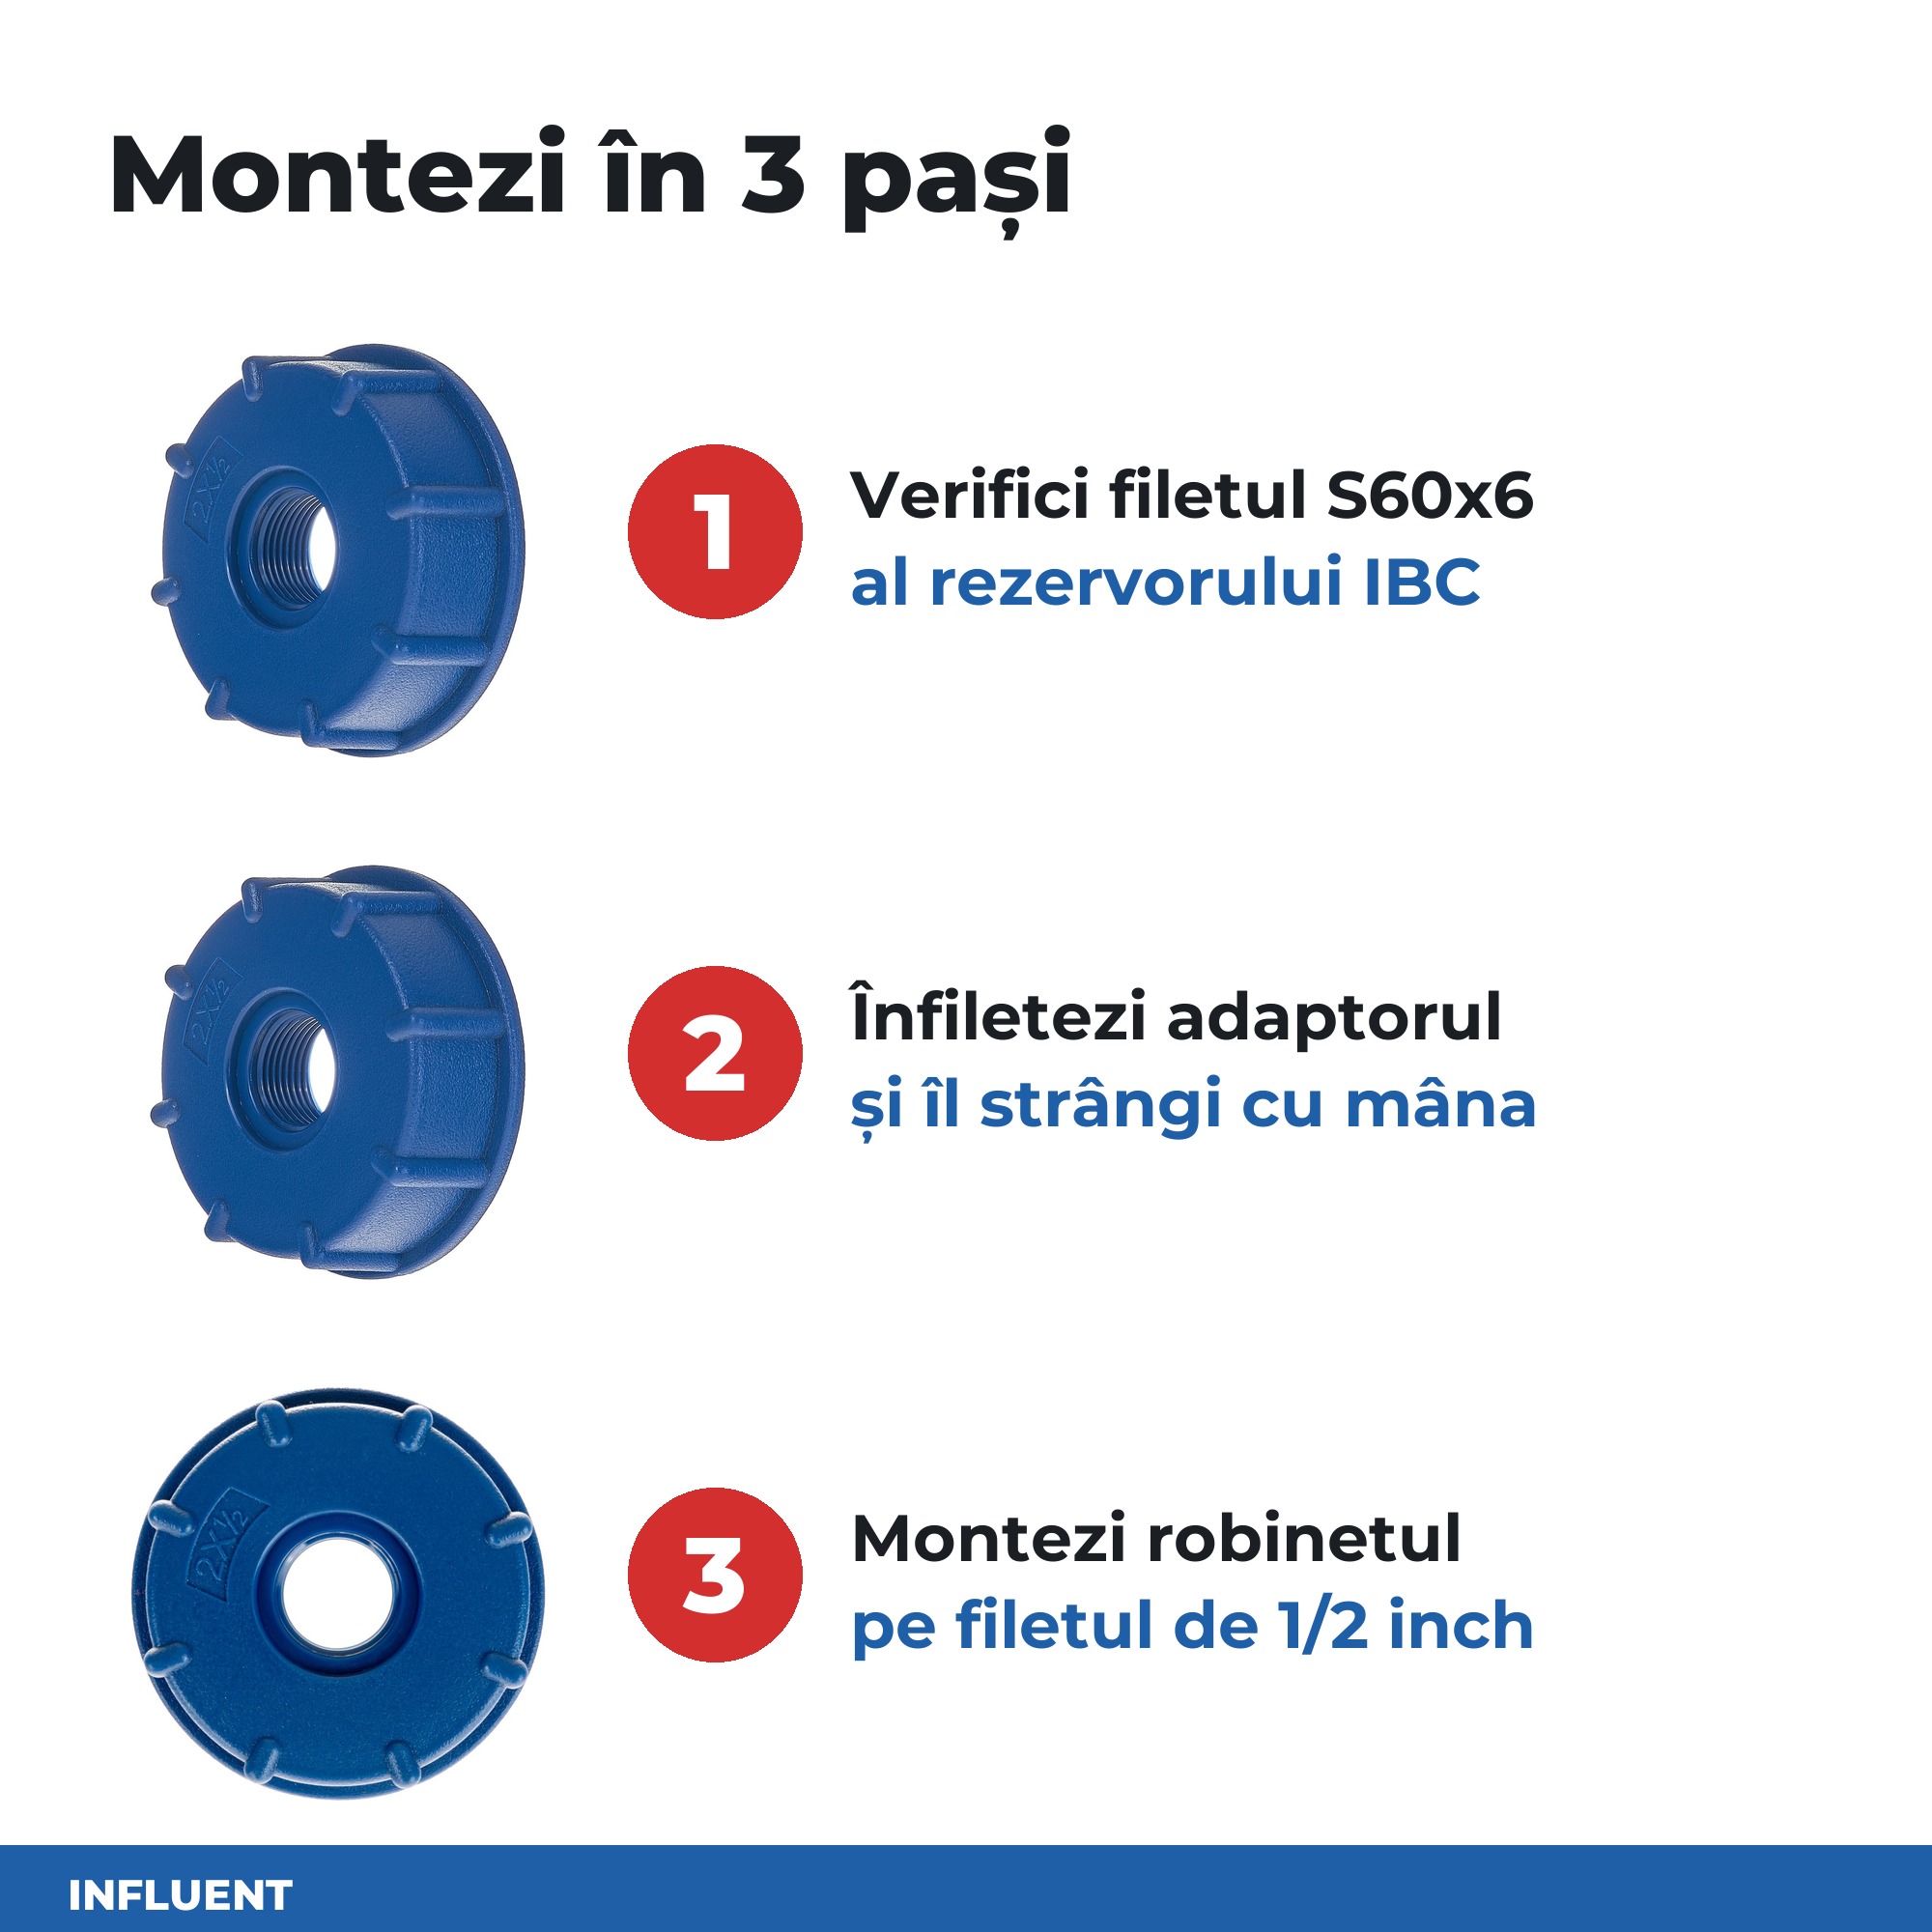 Montezi în 3 pași
2X1/2
1
Verifici filetul S60x6
al rezervorului IBC
2X1/2
2
Înfiletezi adaptorul
și îl strângi cu mâna
2X1/2
3
Montezi robinetul
pe filetul de 1/2 inch
INFLUENT